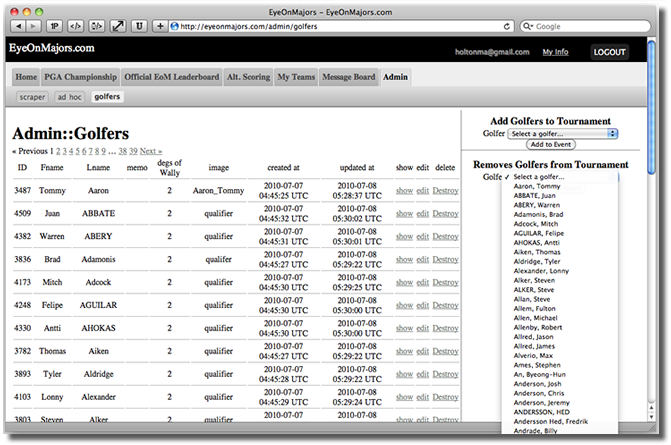 EyeOnMajors – EyeOnMajors.com
1P </> {…} U + http://eyeonmajors.com/admin/golfers Google
EyeOnMajors.com
holtonma@gmail.com My Info LOGOUT
Home PGA Championship Official EoM Leaderboard Alt. Scoring My Teams Message Board Admin
scraper ad hoc golfers
Admin::Golfers
« Previous 1 2 3 4 5 6 7 8 9 … 38 39 Next »
ID Fname Lname memo degs of Wally image created at updated at show edit delete
3487 Tommy Aaron 2 Aaron_Tommy 2010-07-07 04:45:25 UTC 2010-07-08 05:28:37 UTC show edit Destroy
4509 Juan ABBATE 2 qualifier 2010-07-07 04:45:32 UTC 2010-07-08 05:30:02 UTC show edit Destroy
4382 Warren ABERY 2 qualifier 2010-07-07 04:45:31 UTC 2010-07-08 05:30:01 UTC show edit Destroy
3836 Brad Adamonis 2 qualifer 2010-07-07 04:45:27 UTC 2010-07-08 05:29:22 UTC show edit Destroy
4173 Mitch Adcock 2 qualifier 2010-07-07 04:45:30 UTC 2010-07-08 05:29:25 UTC show edit Destroy
4248 Felipe AGUILAR 2 qualifier 2010-07-07 04:45:30 UTC 2010-07-08 05:30:00 UTC show edit Destroy
4330 Antti AHOKAS 2 qualifier 2010-07-07 04:45:30 UTC 2010-07-08 05:30:00 UTC show edit Destroy
3782 Thomas Aiken 2 qualifier 2010-07-07 04:45:27 UTC 2010-07-08 05:29:22 UTC show edit Destroy
3893 Tyler Aldridge 2 qualifier 2010-07-07 04:45:28 UTC 2010-07-08 05:29:22 UTC show edit Destroy
4103 Lonny Alexander 2 qualifier 2010-07-07 04:45:29 UTC 2010-07-08 05:29:24 UTC show edit Destroy
3803 Steven Alker 2 qualifier 2010-07-07 2010-07-08 show edit Destroy
Add Golfers to Tournament
Golfer Select a golfer...
Add to Event
Removes Golfers from Tournament
Golfe ✓ Select a golfer...
Aaron, Tommy
ABBATE, Juan
ABERY, Warren
Adamonis, Brad
Adcock, Mitch
AGUILAR, Felipe
AHOKAS, Antti
Aiken, Thomas
Aldridge, Tyler
Alexander, Lonny
Alker, Steven
ALKER, Steve
Allan, Steve
Allem, Fulton
Allen, Michael
Allenby, Robert
Allred, Jason
Allred, James
Alverio, Max
Ames, Stephen
An, Byeong-Hun
Anderson, Josh
Anderson, Chris
Anderson, Jeremy
ANDERSSON, HED
Andersson Hed, Fredrik
Andrade, Billy